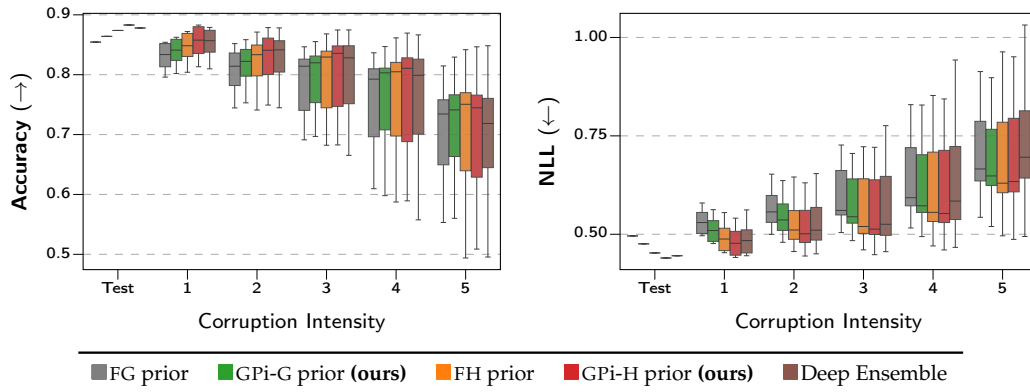 Accuracy (→)
0.9
0.8
0.7
0.6
0.5
Test 1 2 3 4 5
Corruption Intensity
NLL (←)
1.00
0.75
0.50
Test 1 2 3 4 5
Corruption Intensity
FG prior GPi-G prior (ours) FH prior GPi-H prior (ours) Deep Ensemble